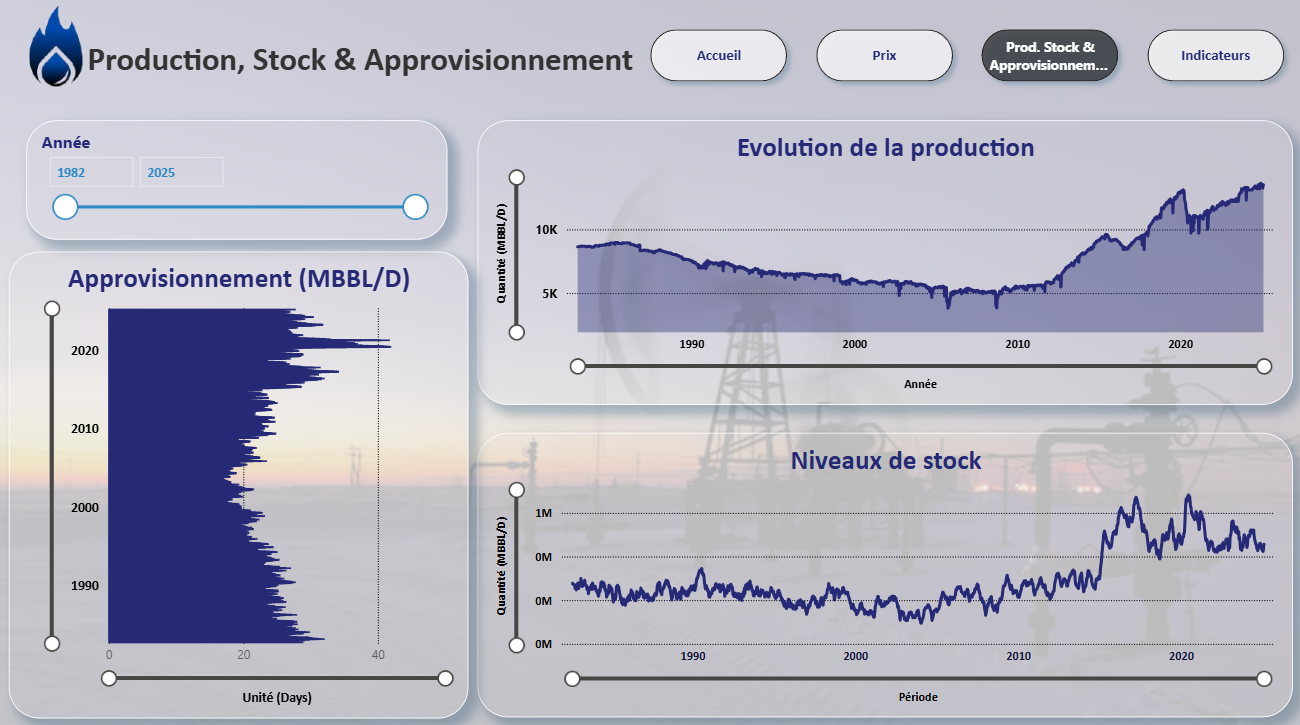 Production, Stock & Approvisionnement
Accueil
Prix
Prod. Stock &
Approvisionnem...
Indicateurs
Année
1982
2025
Approvisionnement (MBBL/D)
2020
2010
2000
1990
0
20
40
Unité (Days)
Evolution de la production
Quantité (MBBL/D)
10K
5K
1990
2000
2010
2020
Année
Niveaux de stock
Quantité (MBBL/D)
1M
0M
0M
0M
1990
2000
2010
2020
Période